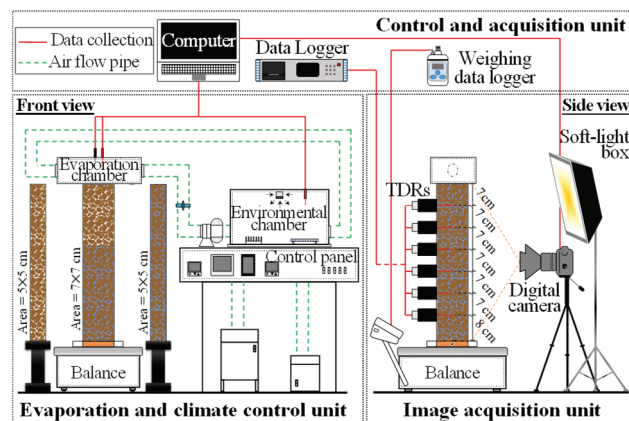 Control and acquisition unit
Data collection
Air flow pipe
Computer
Data Logger
Weighing
data logger
Front view
Evaporation
chamber
Environmental
chamber
Control panel
Area = 5×5 cm
Area = 7×7 cm
Area = 5×5 cm
Balance
Evaporation and climate control unit
Side view
Soft-light
box
TDRs
7 cm
7 cm
7 cm
7 cm
7 cm
7 cm
7 cm
8 cm
Digital
camera
Balance
Image acquisition unit